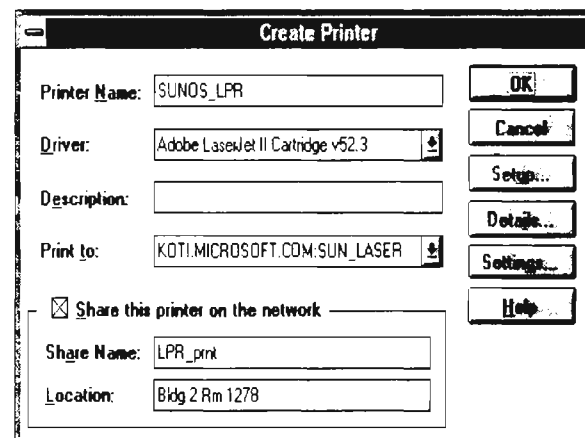 Create Printer
Printer Name: SUNOS_LPR
OK
Driver: Adobe LaserJet II Cartridge v52.3
Cancel
Setup...
Description:
Details...
Print to: KOTI.MICROSOFT.COM:SUN_LASER
Settings...
Share this printer on the network
Help
Share Name: LPR_prnt
Location: Bldg 2 Rm 1278